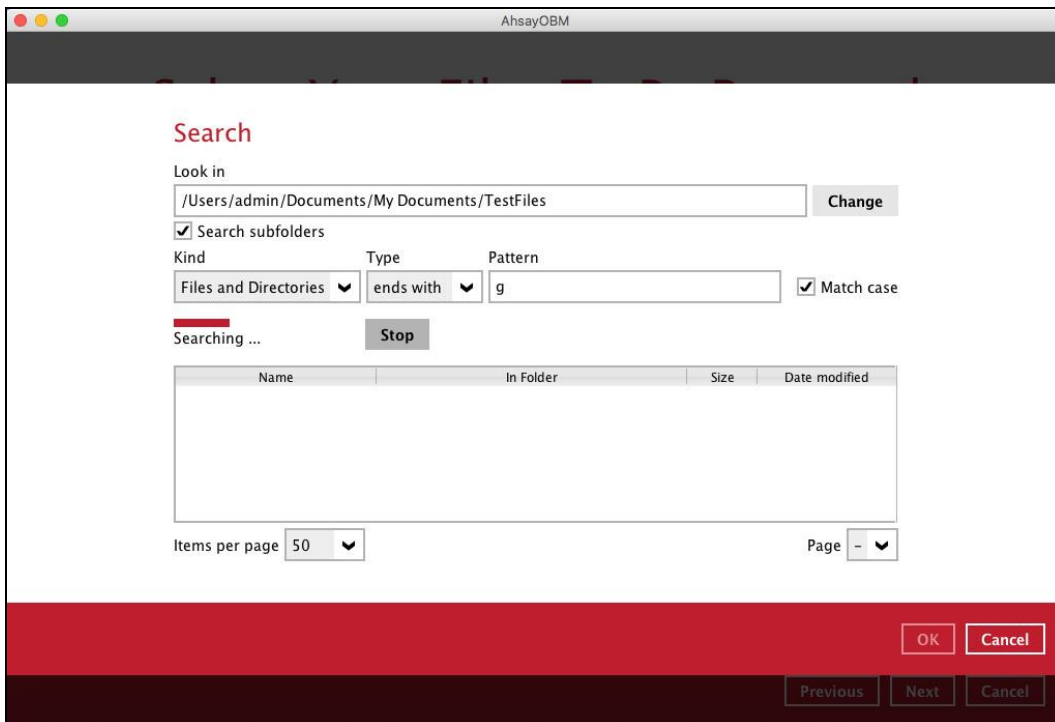 AhsayOBM
Search
Look in
/Users/admin/Documents/My Documents/TestFiles
Change
Search subfolders
Kind Type Pattern
Files and Directories ends with g Match case
Searching ... Stop
Name In Folder Size Date modified
Items per page 50 Page -
OK Cancel
Previous Next Cancel